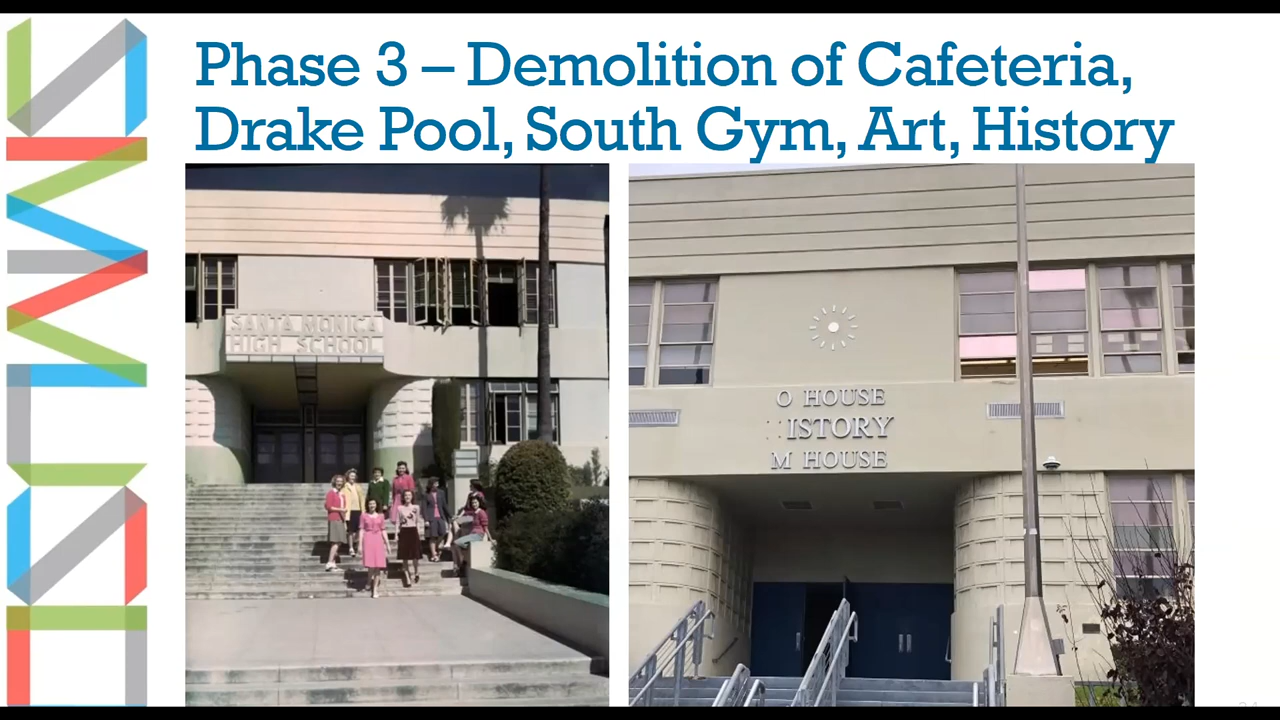 Phase 3 – Demolition of Cafeteria,
Drake Pool, South Gym, Art, History
SANTA MONICA
HIGH SCHOOL
O HOUSE
ISTORY
M HOUSE